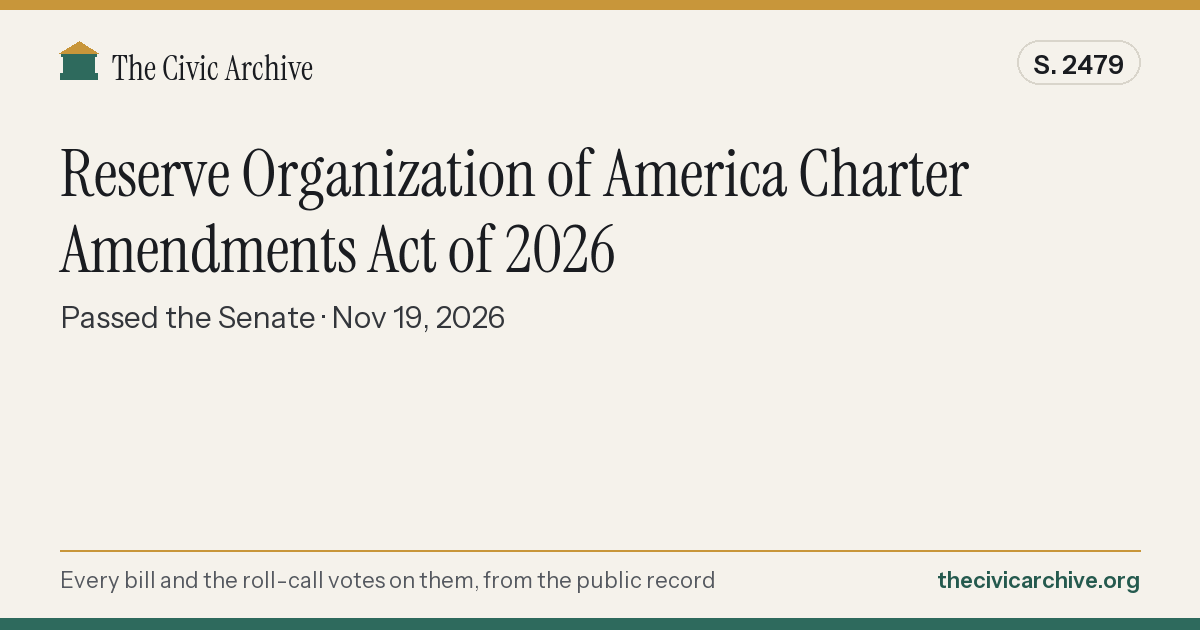 The Civic Archive
S. 2479
Reserve Organization of America Charter
Amendments Act of 2026
Passed the Senate · Nov 19, 2026
Every bill and the roll-call votes on them, from the public record
thecivicarchive.org